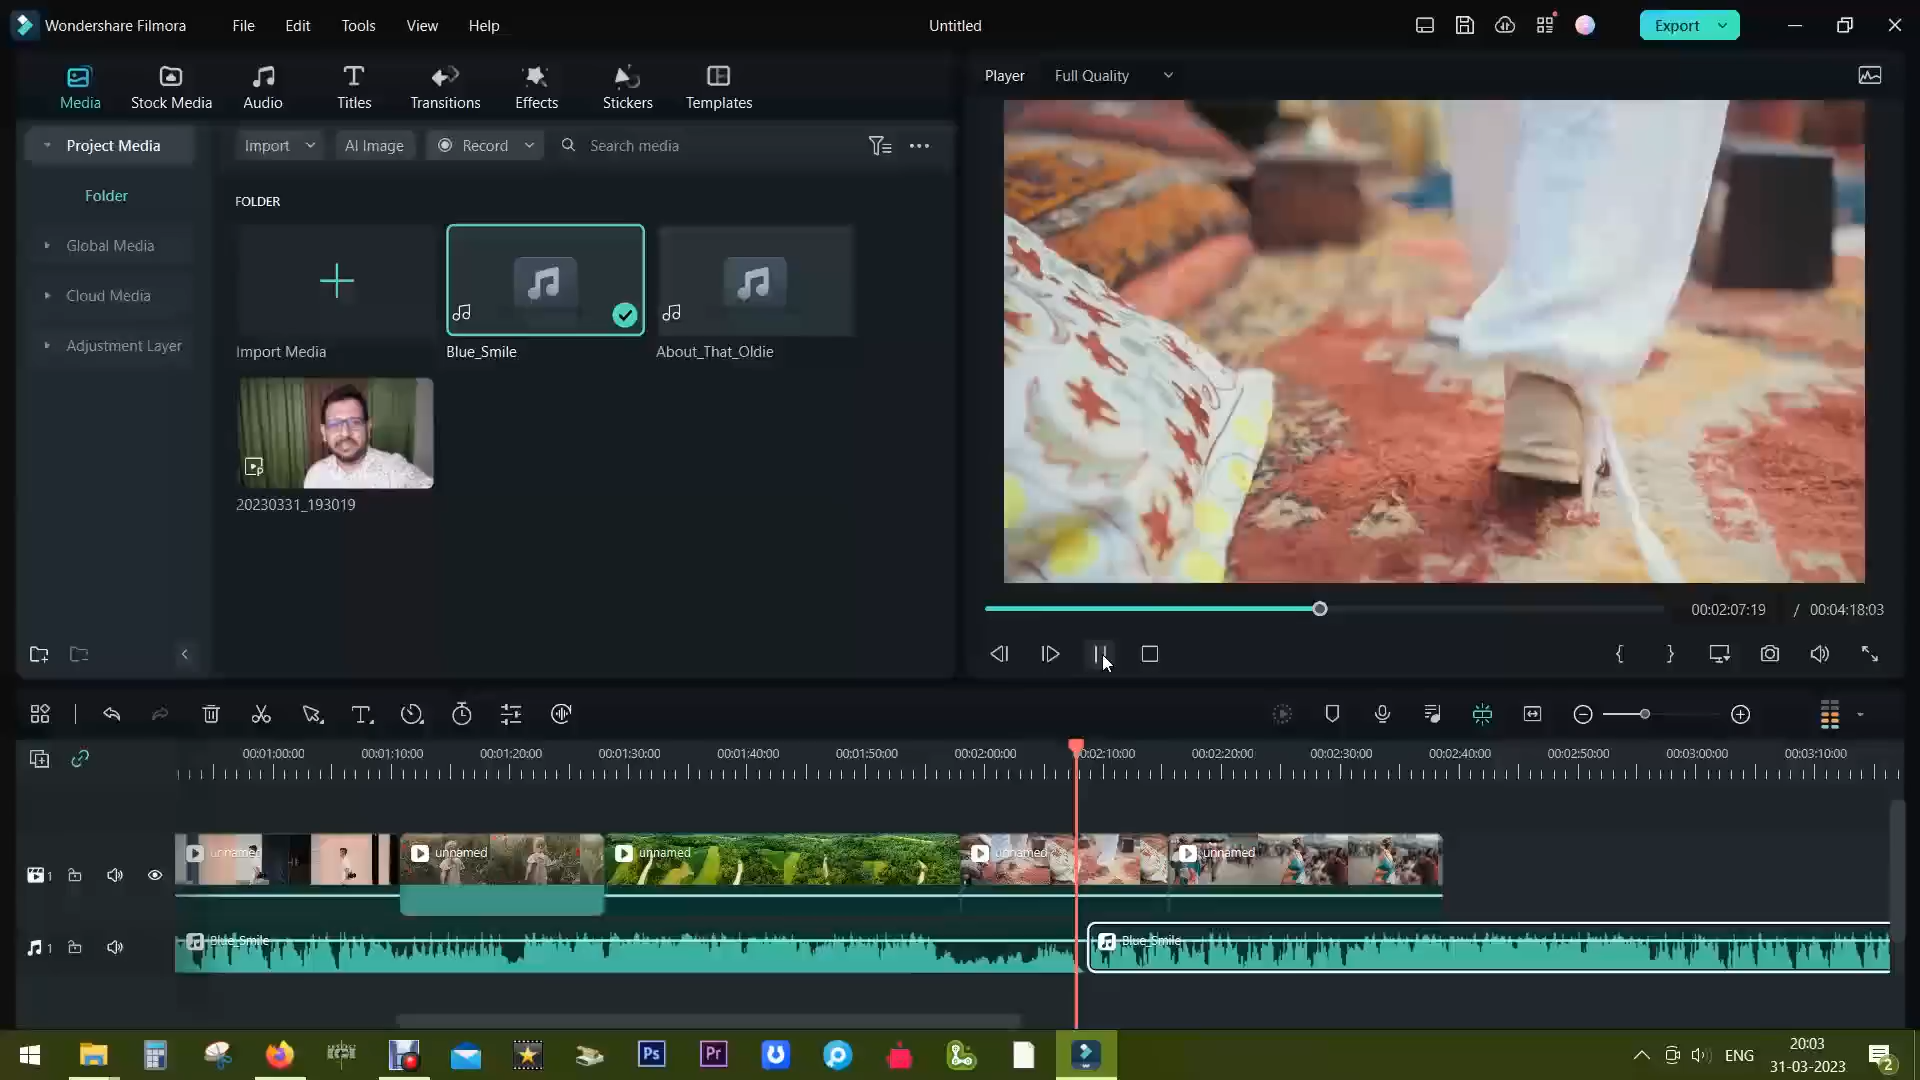 Wondershare Filmora
File
Edit
Tools
View
Help
Untitled
Export
Media
Stock Media
Audio
Titles
Transitions
Effects
Stickers
Templates
Player
Full Quality
Project Media
Import
AI Image
Record
Search media
Folder
FOLDER
Global Media
Cloud Media
Adjustment Layer
Import Media
Blue_Smile
About_That_Oldie
20230331_193019
00:02:07:19 / 00:04:18:03
00:01:00:00
00:01:10:00
00:01:20:00
00:01:30:00
00:01:40:00
00:01:50:00
00:02:00:00
00:02:10:00
00:02:20:00
00:02:30:00
00:02:40:00
00:02:50:00
00:03:00:00
00:03:10:00
unnamed
unnamed
unnamed
unnamed
unnamed
1
Blue_Smile
Blue_Smile
1
Ps
Pr
ENG
20:03
31-03-2023
2